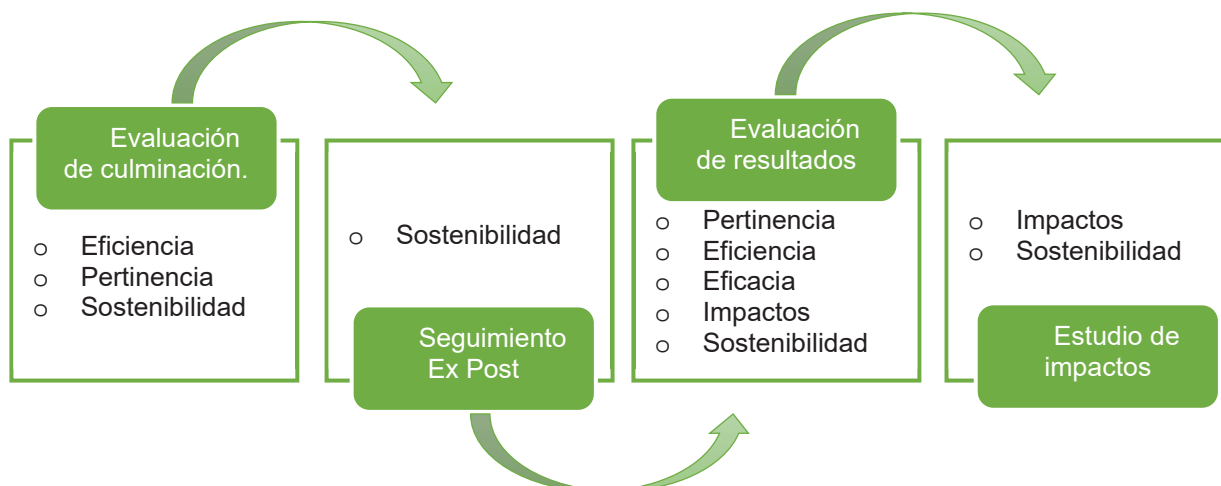 Evaluación
de culminación.
o Eficiencia
o Pertinencia
o Sostenibilidad
o Sostenibilidad
Seguimiento
Ex Post
Evaluación
de resultados
o Pertinencia
o Eficiencia
o Eficacia
o Impactos
o Sostenibilidad
o Impactos
o Sostenibilidad
Estudio de
impactos